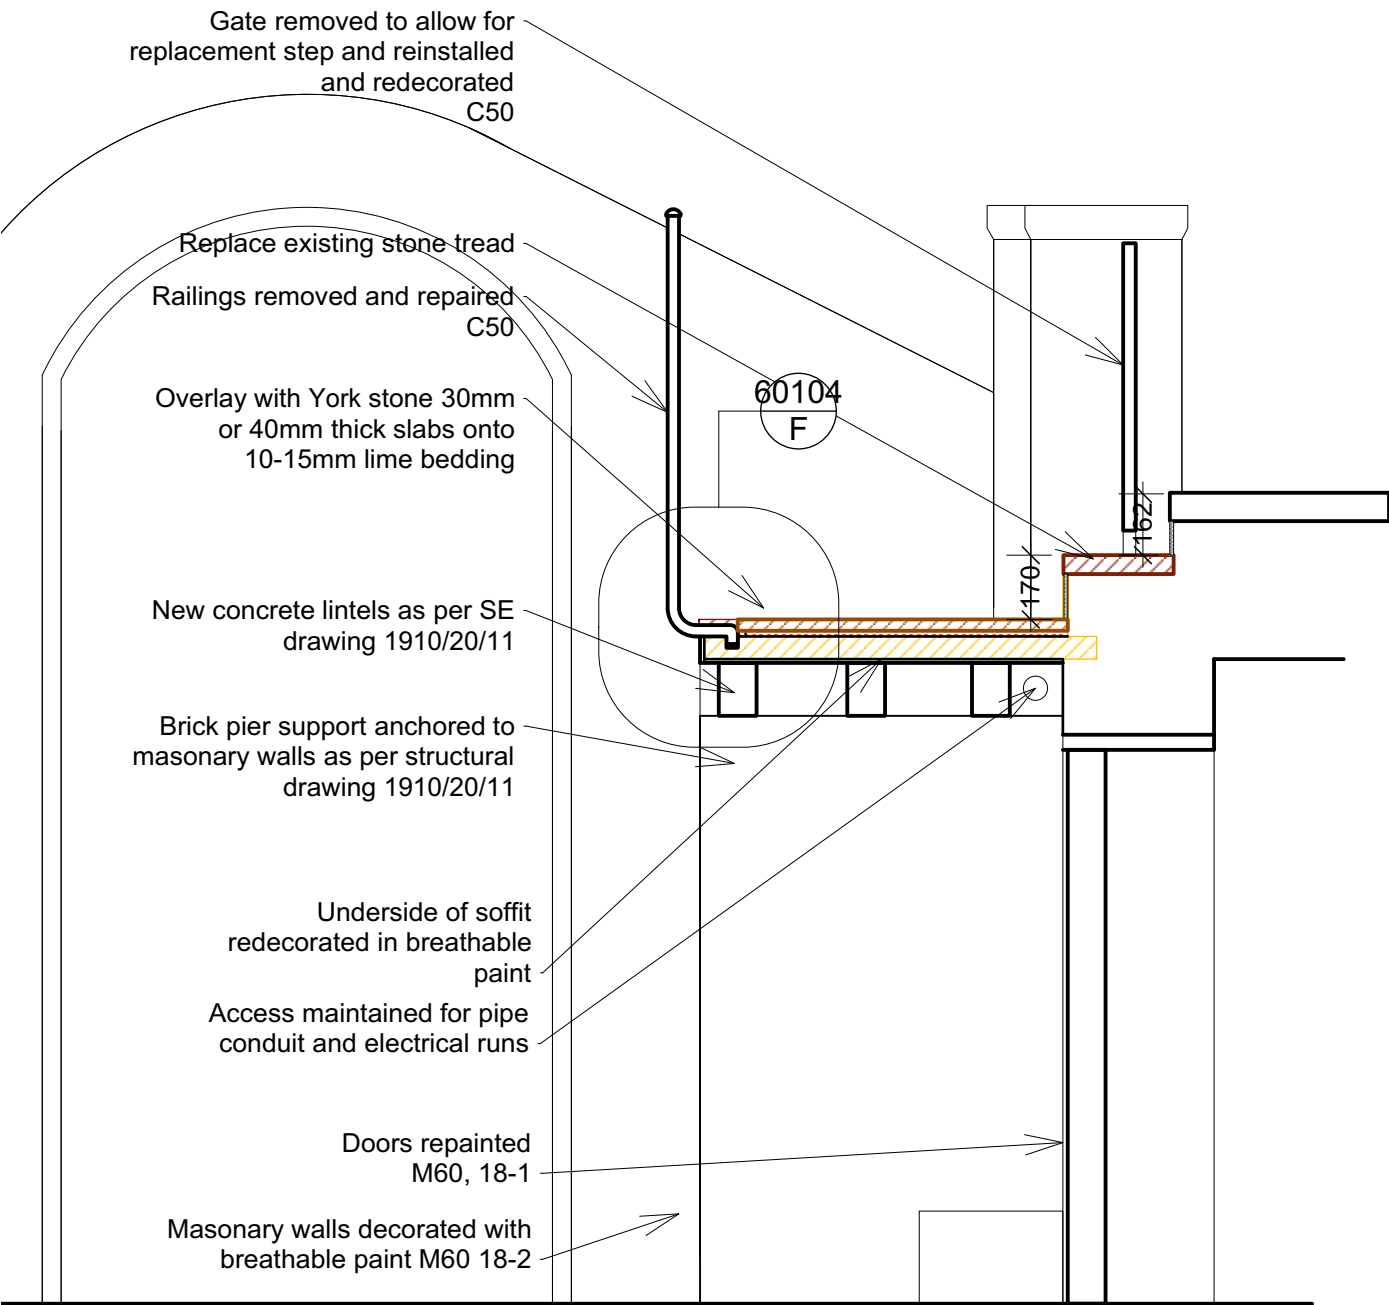 Gate removed to allow for
replacement step and reinstalled
and redecorated
C50
Replace existing stone tread
Railings removed and repaired
C50
Overlay with York stone 30mm
or 40mm thick slabs onto
10-15mm lime bedding
60104
F
162
170
New concrete lintels as per SE
drawing 1910/20/11
Brick pier support anchored to
masonary walls as per structural
drawing 1910/20/11
Underside of soffit
redecorated in breathable
paint
Access maintained for pipe
conduit and electrical runs
Doors repainted
M60, 18-1
Masonary walls decorated with
breathable paint M60 18-2